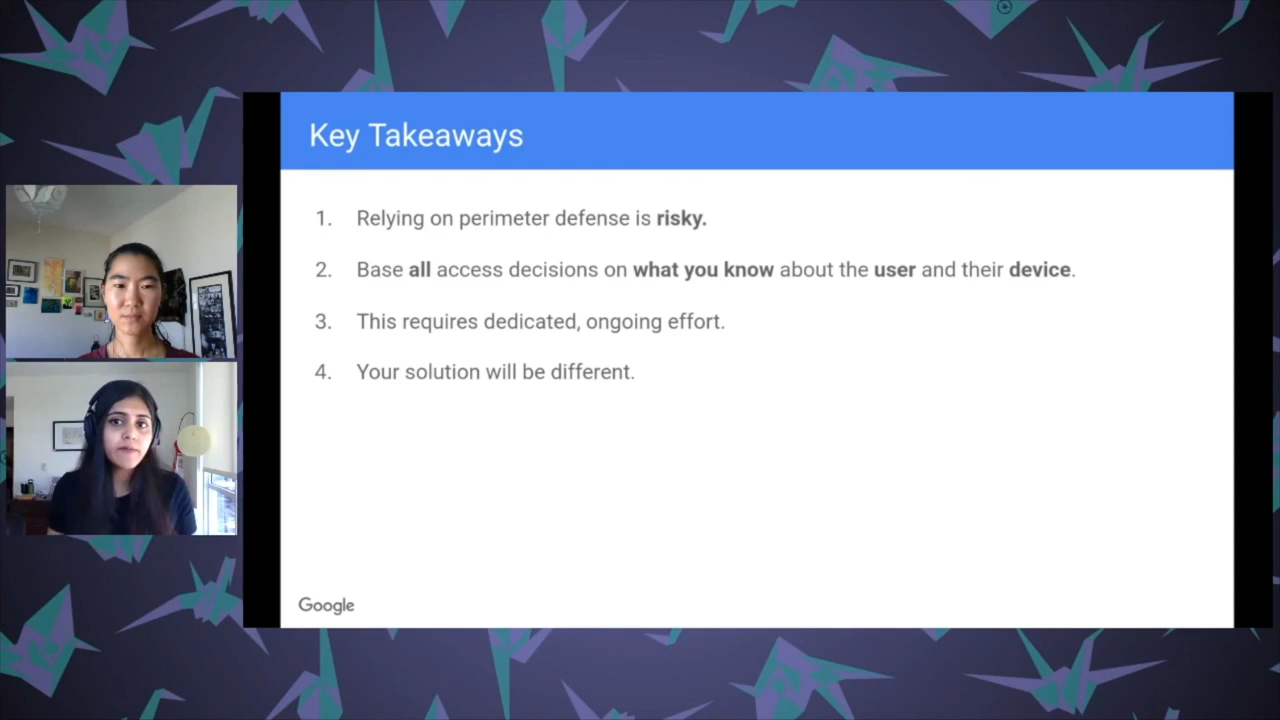 Key Takeaways
1. Relying on perimeter defense is risky.
2. Base all access decisions on what you know about the user and their device.
3. This requires dedicated, ongoing effort.
4. Your solution will be different.
Google